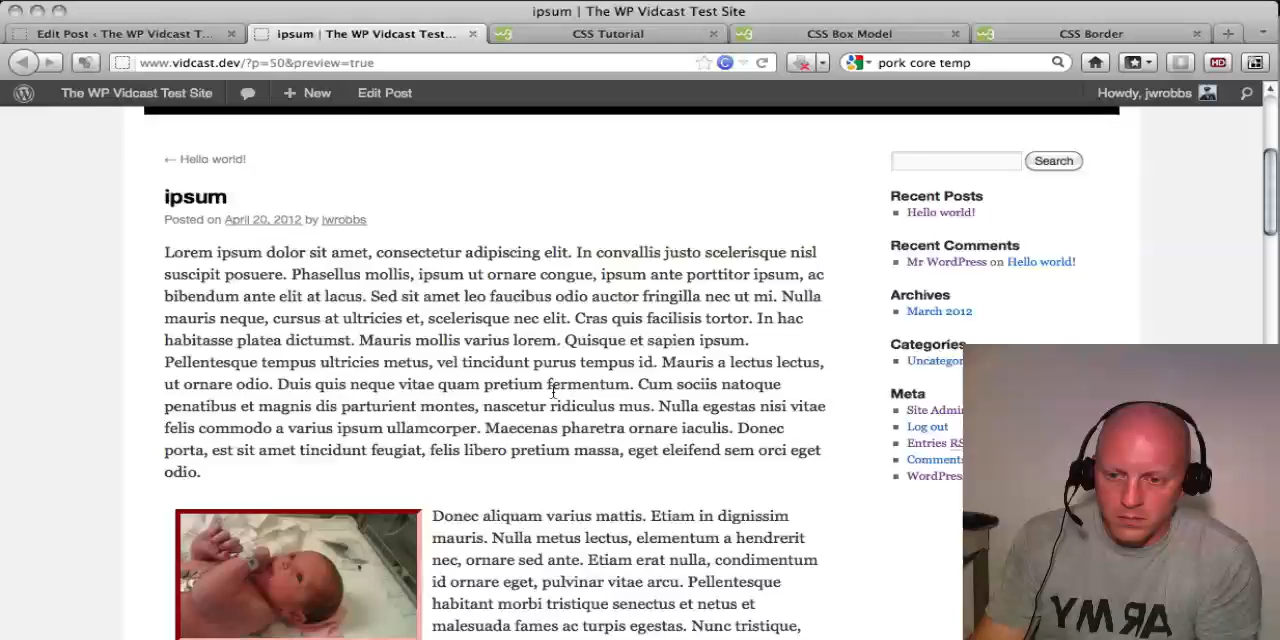 ipsum | The WP Vidcast Test Site
Edit Post ‹ The WP Vidcast T...
ipsum | The WP Vidcast Test...
CSS Tutorial
CSS Box Model
CSS Border
www.vidcast.dev/?p=50&preview=true
pork core temp
HD
The WP Vidcast Test Site
New
Edit Post
Howdy, jwrobbs
← Hello world!
Search
ipsum
Posted on April 20, 2012 by jwrobbs
Lorem ipsum dolor sit amet, consectetur adipiscing elit. In convallis justo scelerisque nisl
suscipit posuere. Phasellus mollis, ipsum ut ornare congue, ipsum ante porttitor ipsum, ac
bibendum ante elit at lacus. Sed sit amet leo faucibus odio auctor fringilla nec ut mi. Nulla
mauris neque, cursus at ultricies et, scelerisque nec elit. Cras quis facilisis tortor. In hac
habitasse platea dictumst. Mauris mollis varius lorem. Quisque et sapien ipsum.
Pellentesque tempus ultricies metus, vel tincidunt purus tempus id. Mauris a lectus lectus,
ut ornare odio. Duis quis neque vitae quam pretium fermentum. Cum sociis natoque
penatibus et magnis dis parturient montes, nascetur ridiculus mus. Nulla egestas nisi vitae
felis commodo a varius ipsum ullamcorper. Maecenas pharetra ornare iaculis. Donec
porta, est sit amet tincidunt feugiat, felis libero pretium massa, eget eleifend sem orci eget
odio.
Donec aliquam varius mattis. Etiam in dignissim
mauris. Nulla metus lectus, elementum a hendrerit
nec, ornare sed ante. Etiam erat nulla, condimentum
id ornare eget, pulvinar vitae arcu. Pellentesque
habitant morbi tristique senectus et netus et
malesuada fames ac turpis egestas. Nunc tristique,
Recent Posts
Hello world!
Recent Comments
Mr WordPress on Hello world!
Archives
March 2012
Categories
Uncategor
Meta
Site Admi
Log out
Entries RS
Comment
WordPres
ARMY